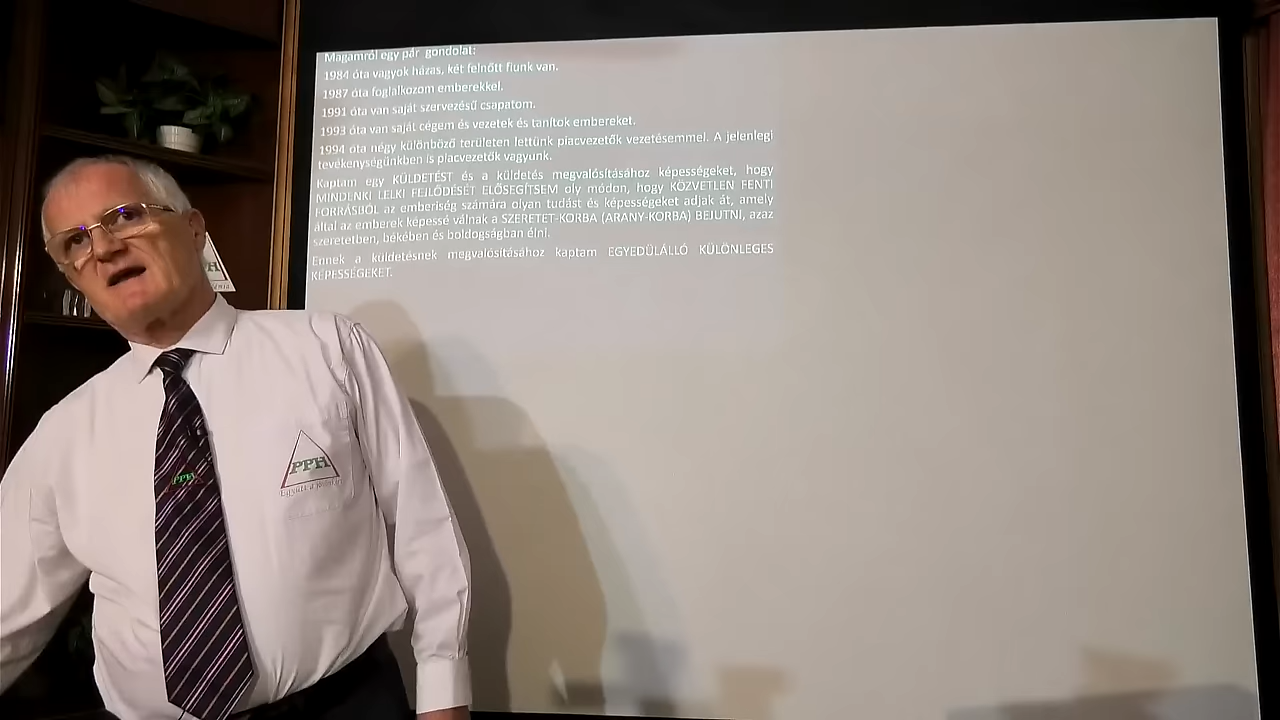 Magamról egy pár gondolat:
1984 óta vagyok házas, két felnőtt fiunk van.
1987 óta foglalkozom emberekkel.
1991 óta van saját szervezésű csapatom.
1993 óta van saját cégem és vezetek és tanítok embereket.
1994 óta négy különböző területen lettünk piacvezetők vezetésemmel. A jelenlegi
tevékenységünkben is piacvezetők vagyunk.
Kaptam egy KÜLDETÉST és a küldetés megvalósításához képességeket, hogy
MINDENKI LELKI FEJLŐDÉSÉT ELŐSEGÍTSEM oly módon, hogy KÖZVETLEN FENTI
FORRÁSBÓL az emberiség számára olyan tudást és képességeket adjak át, amely
által az emberek képessé válnak a SZERETET-KORBA (ARANY-KORBA) BEJUTNI, azaz
szeretetben, békében és boldogságban élni.
Ennek a küldetésnek megvalósításához kaptam EGYEDÜLÁLLÓ KÜLÖNLEGES
KÉPESSÉGEKET.
PPH
Együtt a
PPH